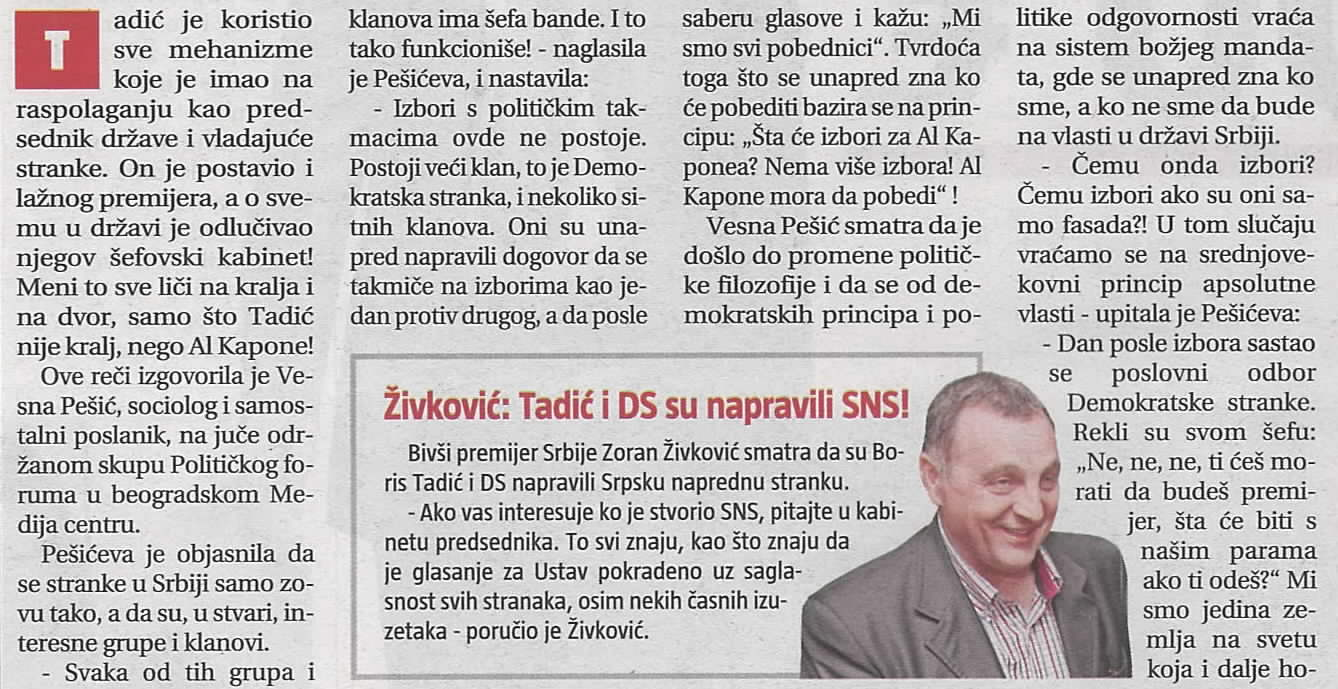 Tadić je koristio
sve mehanizme
koje je imao na
raspolaganju kao pred-
sednik države i vladajuće
stranke. On je postavio i
lažnog premijera, a o sve-
mu u državi je odlučivao
njegov šefovski kabinet!
Meni to sve liči na kralja i
na dvor, samo što Tadić
nije kralj, nego Al Kapone!
Ove reči izgovorila je Ve-
sna Pešić, sociolog i samos-
talni poslanik, na juče odr-
žanom skupu Političkog fo-
ruma u beogradskom Me-
dija centru.
Pešićeva je objasnila da
se stranke u Srbiji samo zo-
vu tako, a da su, u stvari, in-
teresne grupe i klanovi.
- Svaka od tih grupa i
klanova ima šefa bande. I to
tako funkcioniše! - naglasila
je Pešićeva, i nastavila:
- Izbori s političkim tak-
macima ovde ne postoje.
Postoji veći klan, to je Demo-
kratska stranka, i nekoliko si-
tnih klanova. Oni su una-
pred napravili dogovor da se
takmiče na izborima kao je-
dan protiv drugog, a da posle
saberu glasove i kažu: „Mi
smo svi pobednici“. Tvrdoća
toga što se unapred zna ko
će pobediti bazira se na prin-
cipu: „Šta će izbori za Al Ka-
ponea? Nema više izbora! Al
Kapone mora da pobedi“ !
Vesna Pešić smatra da je
došlo do promene politič-
ke filozofije i da se od de-
mokratskih principa i po-
litike odgovornosti vraća
na sistem božjeg manda-
ta, gde se unapred zna ko
sme, a ko ne sme da bude
na vlasti u državi Srbiji.
- Čemu onda izbori?
Čemu izbori ako su oni sa-
mo fasada?! U tom slučaju
vraćamo se na srednjove-
kovni princip apsolutne
vlasti - upitala je Pešićeva:
- Dan posle izbora sastao
se poslovni odbor
Demokratske stranke.
Rekli su svom šefu:
„Ne, ne, ne, ti ćeš mo-
rati da budeš premi-
jer, šta će biti s
našim parama
ako ti odeš?“ Mi
smo jedina ze-
mlja na svetu
koja i dalje ho-
Živković: Tadić i DS su napravili SNS!
Bivši premijer Srbije Zoran Živković smatra da su Bo-
ris Tadić i DS napravili Srpsku naprednu stranku.
- Ako vas interesuje ko je stvorio SNS, pitajte u kabi-
netu predsednika. To svi znaju, kao što znaju da
je glasanje za Ustav pokradeno uz sagla-
snost svih stranaka, osim nekih časnih izu-
zetaka - poručio je Živković.